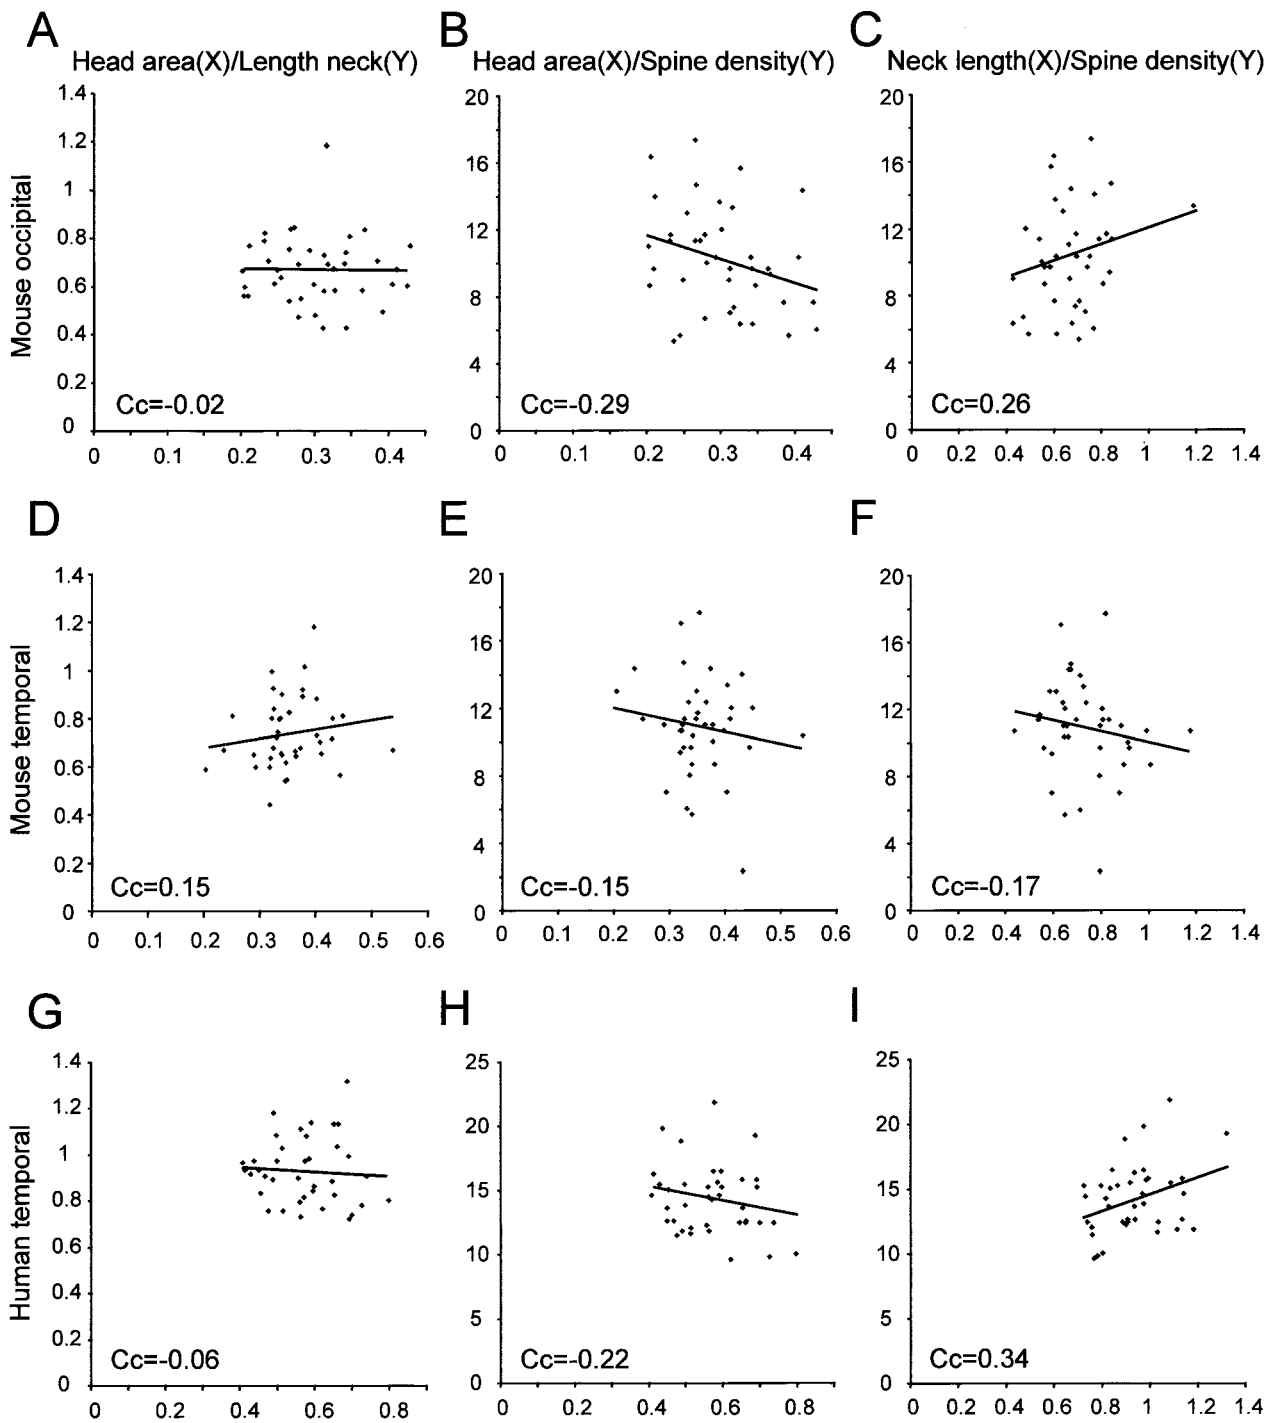 A B C
Head area(X)/Length neck(Y) Head area(X)/Spine density(Y) Neck length(X)/Spine density(Y)
Mouse occipital
1.4
1.2
1
0.8
0.6
0.4
0.2
0
Cc=-0.02
0 0.1 0.2 0.3 0.4
20
16
12
8
4
0
Cc=-0.29
0 0.1 0.2 0.3 0.4
20
16
12
8
4
0
Cc=0.26
0 0.2 0.4 0.6 0.8 1 1.2 1.4
D E F
Mouse temporal
1.4
1.2
1
0.8
0.6
0.4
0.2
0
Cc=0.15
0 0.1 0.2 0.3 0.4 0.5 0.6
20
16
12
8
4
0
Cc=-0.15
0 0.1 0.2 0.3 0.4 0.5 0.6
20
16
12
8
4
0
Cc=-0.17
0 0.2 0.4 0.6 0.8 1 1.2 1.4
G H I
Human temporal
1.4
1.2
1
0.8
0.6
0.4
0.2
0
Cc=-0.06
0 0.2 0.4 0.6 0.8
25
20
15
10
5
0
Cc=-0.22
0 0.2 0.4 0.6 0.8
25
20
15
10
5
0
Cc=0.34
0 0.2 0.4 0.6 0.8 1 1.2 1.4